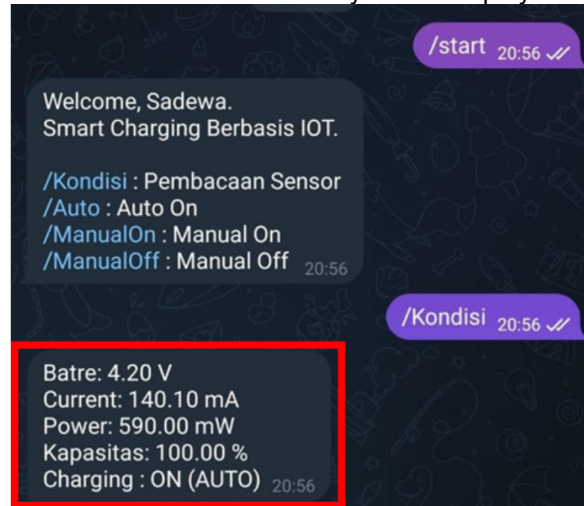 /start 20:56
Welcome, Sadewa.
Smart Charging Berbasis IOT.
/Kondisi : Pembacaan Sensor
/Auto : Auto On
/ManualOn : Manual On
/ManualOff : Manual Off 20:56
/Kondisi 20:56
Batre: 4.20 V
Current: 140.10 mA
Power: 590.00 mW
Kapasitas: 100.00 %
Charging : ON (AUTO) 20:56